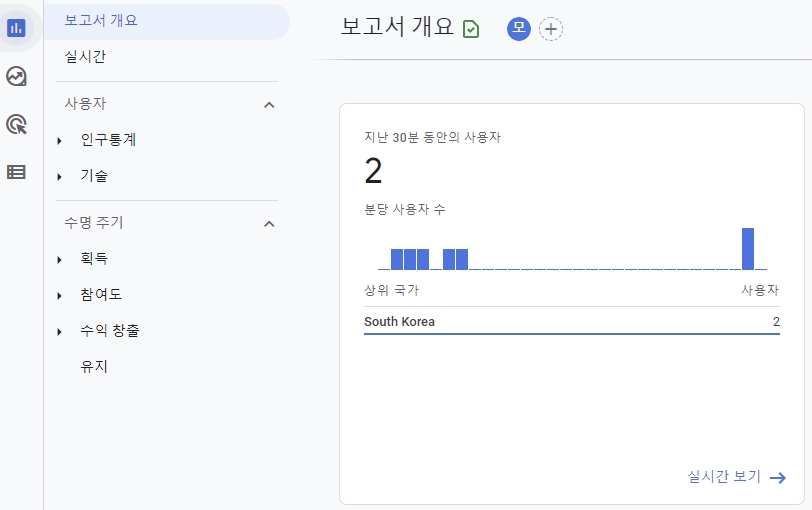 보고서 개요
실시간
사용자
인구통계
기술
수명 주기
획득
참여도
수익 창출
유지
보고서 개요
모
지난 30분 동안의 사용자
2
분당 사용자 수
상위 국가 사용자
South Korea 2
실시간 보기